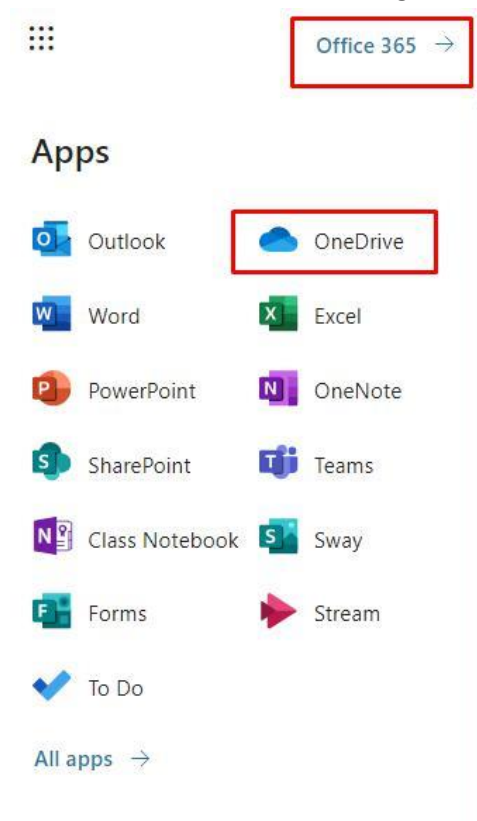 Office 365 →
Apps
Outlook OneDrive
Word Excel
PowerPoint OneNote
SharePoint Teams
Class Notebook Sway
Forms Stream
To Do
All apps →